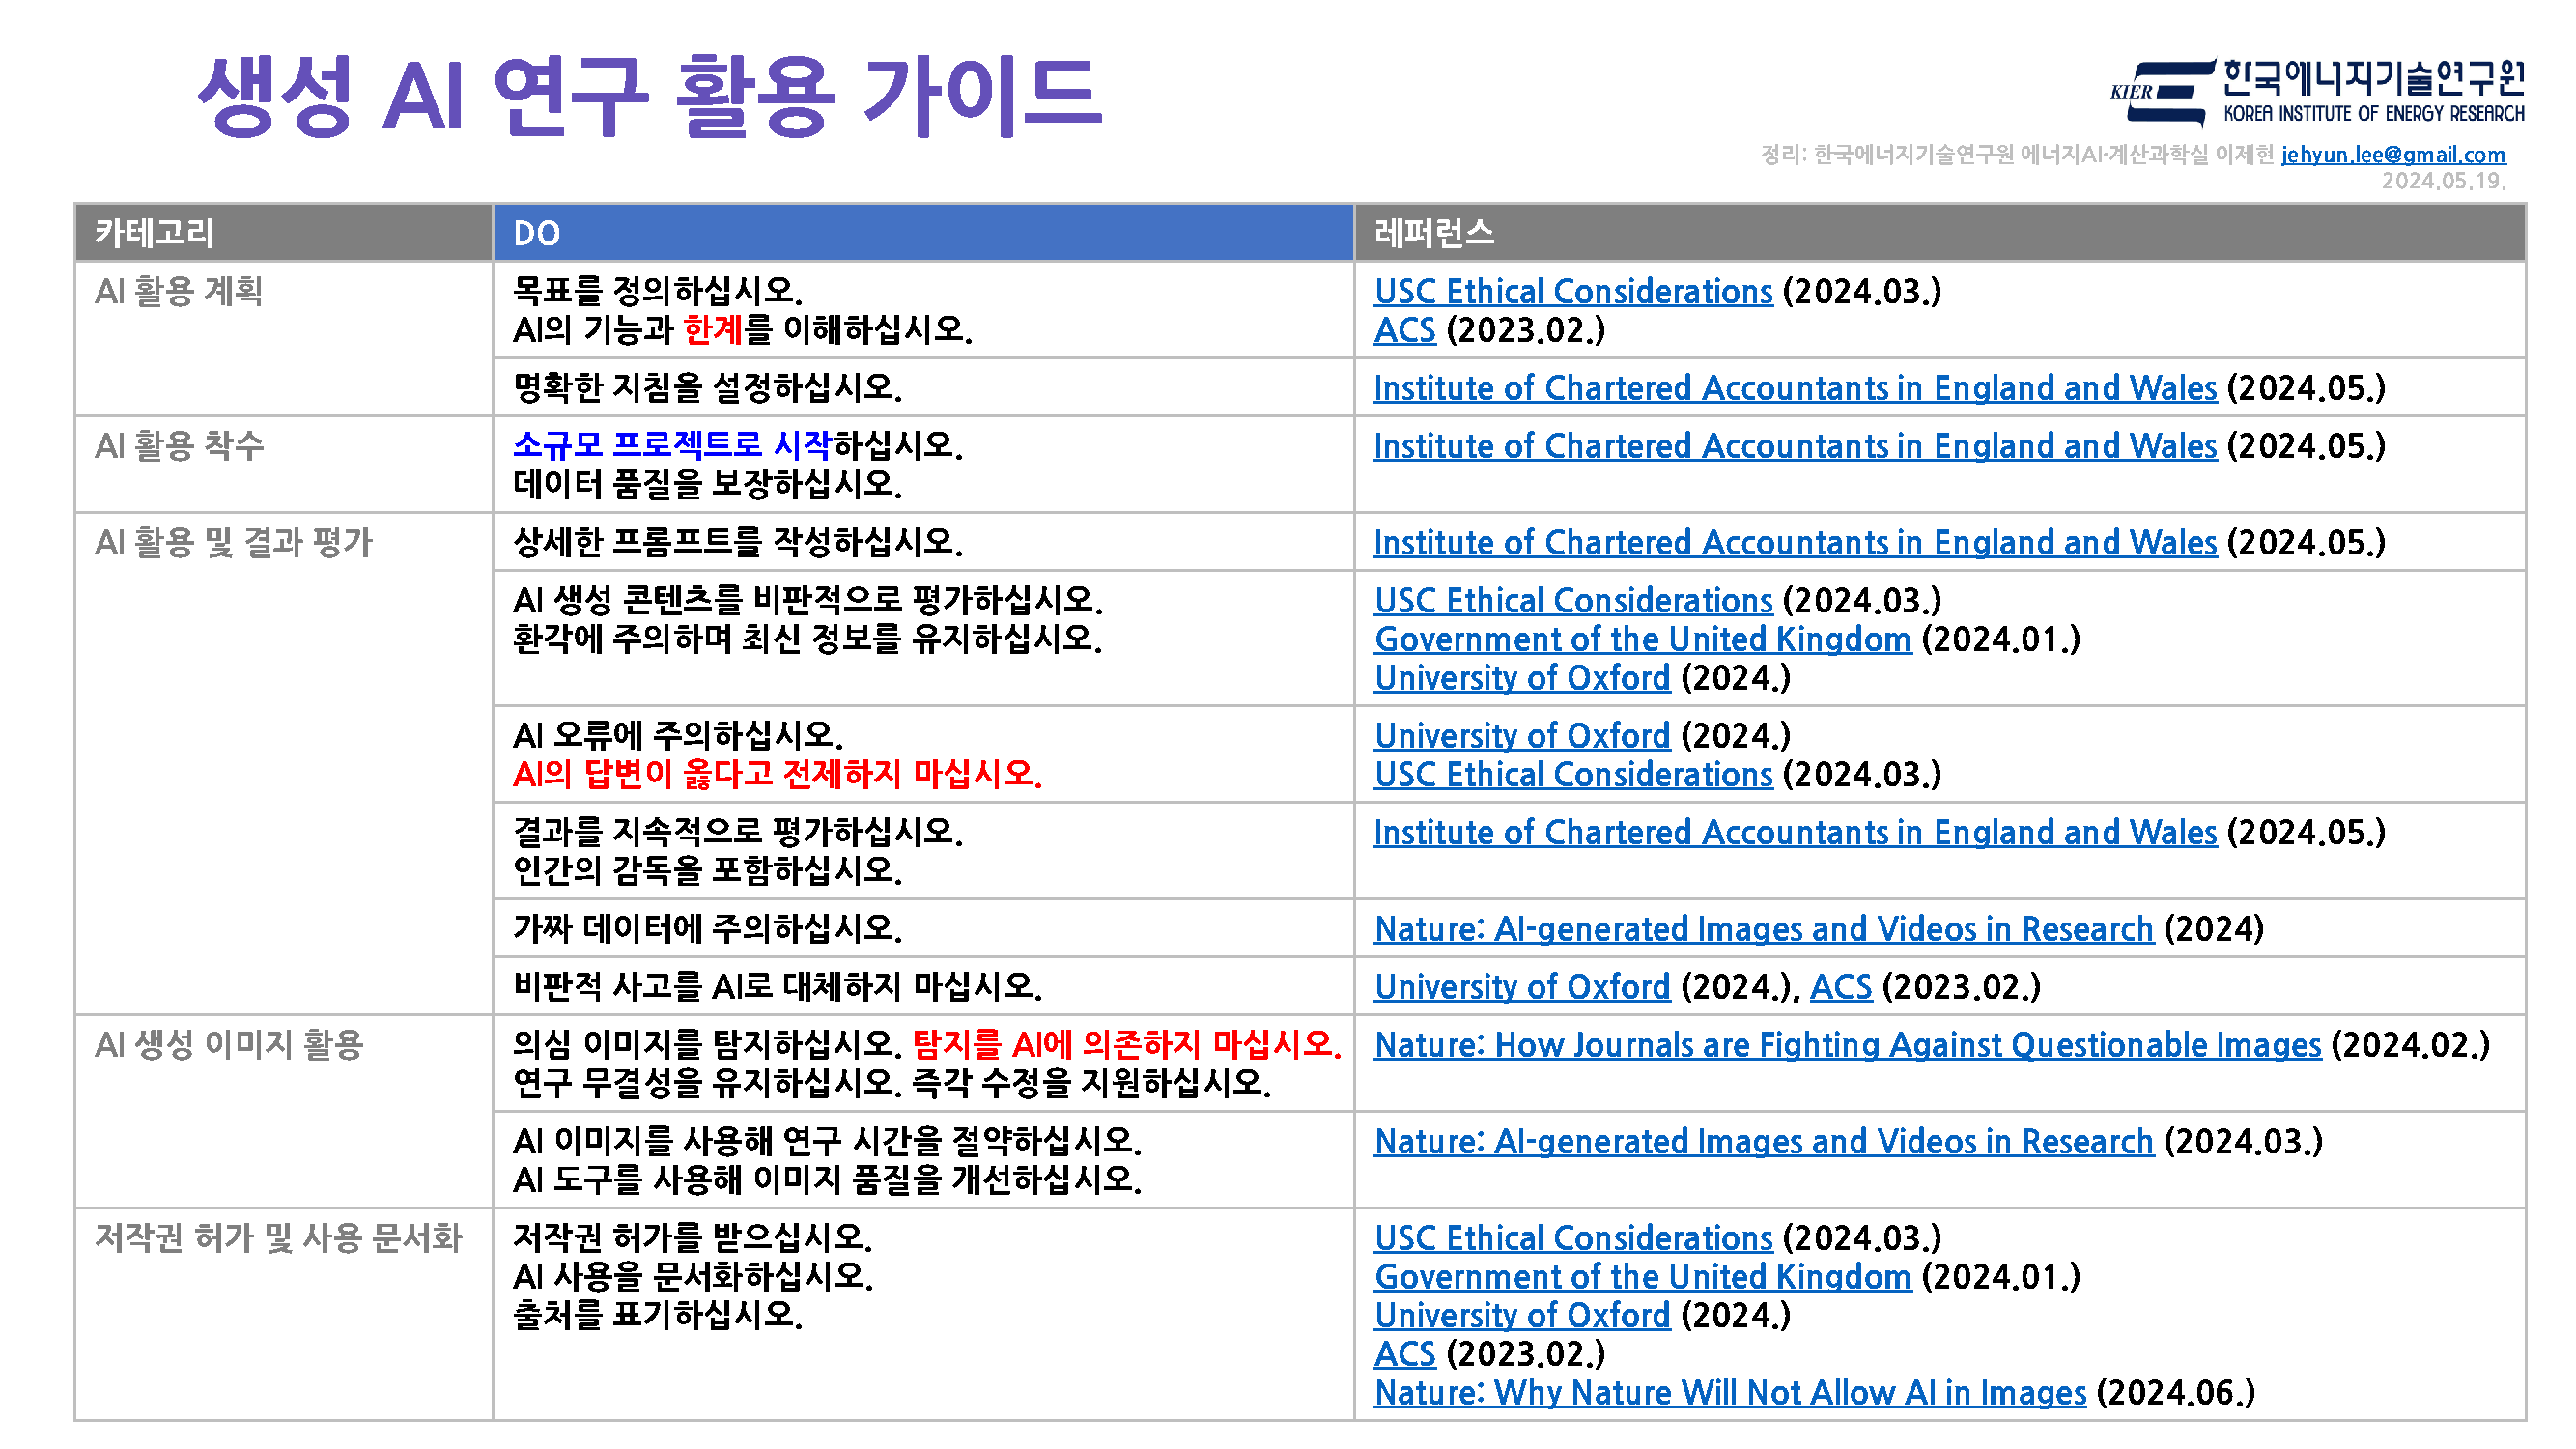 생성 AI 연구 활용 가이드
KIER 한국에너지기술연구원
KOREA INSTITUTE OF ENERGY RESEARCH
정리: 한국에너지기술연구원 에너지AI·계산과학실 이제현 jehyun.lee@gmail.com
2024.05.19.
카테고리 DO 레퍼런스
AI 활용 계획 목표를 정의하십시오. USC Ethical Considerations (2024.03.)
AI의 기능과 한계를 이해하십시오. ACS (2023.02.)
명확한 지침을 설정하십시오. Institute of Chartered Accountants in England and Wales (2024.05.)
AI 활용 착수 소규모 프로젝트로 시작하십시오. Institute of Chartered Accountants in England and Wales (2024.05.)
데이터 품질을 보장하십시오.
AI 활용 및 결과 평가 상세한 프롬프트를 작성하십시오. Institute of Chartered Accountants in England and Wales (2024.05.)
AI 생성 콘텐츠를 비판적으로 평가하십시오. USC Ethical Considerations (2024.03.)
환각에 주의하며 최신 정보를 유지하십시오. Government of the United Kingdom (2024.01.)
University of Oxford (2024.)
AI 오류에 주의하십시오. University of Oxford (2024.)
AI의 답변이 옳다고 전제하지 마십시오. USC Ethical Considerations (2024.03.)
결과를 지속적으로 평가하십시오. Institute of Chartered Accountants in England and Wales (2024.05.)
인간의 감독을 포함하십시오.
가짜 데이터에 주의하십시오. Nature: AI-generated Images and Videos in Research (2024)
비판적 사고를 AI로 대체하지 마십시오. University of Oxford (2024.), ACS (2023.02.)
AI 생성 이미지 활용 의심 이미지를 탐지하십시오. 탐지를 AI에 의존하지 마십시오. Nature: How Journals are Fighting Against Questionable Images (2024.02.)
연구 무결성을 유지하십시오. 즉각 수정을 지원하십시오.
AI 이미지를 사용해 연구 시간을 절약하십시오. Nature: AI-generated Images and Videos in Research (2024.03.)
AI 도구를 사용해 이미지 품질을 개선하십시오.
저작권 허가 및 사용 문서화 저작권 허가를 받으십시오. USC Ethical Considerations (2024.03.)
AI 사용을 문서화하십시오. Government of the United Kingdom (2024.01.)
출처를 표기하십시오. University of Oxford (2024.)
ACS (2023.02.)
Nature: Why Nature Will Not Allow AI in Images (2024.06.)